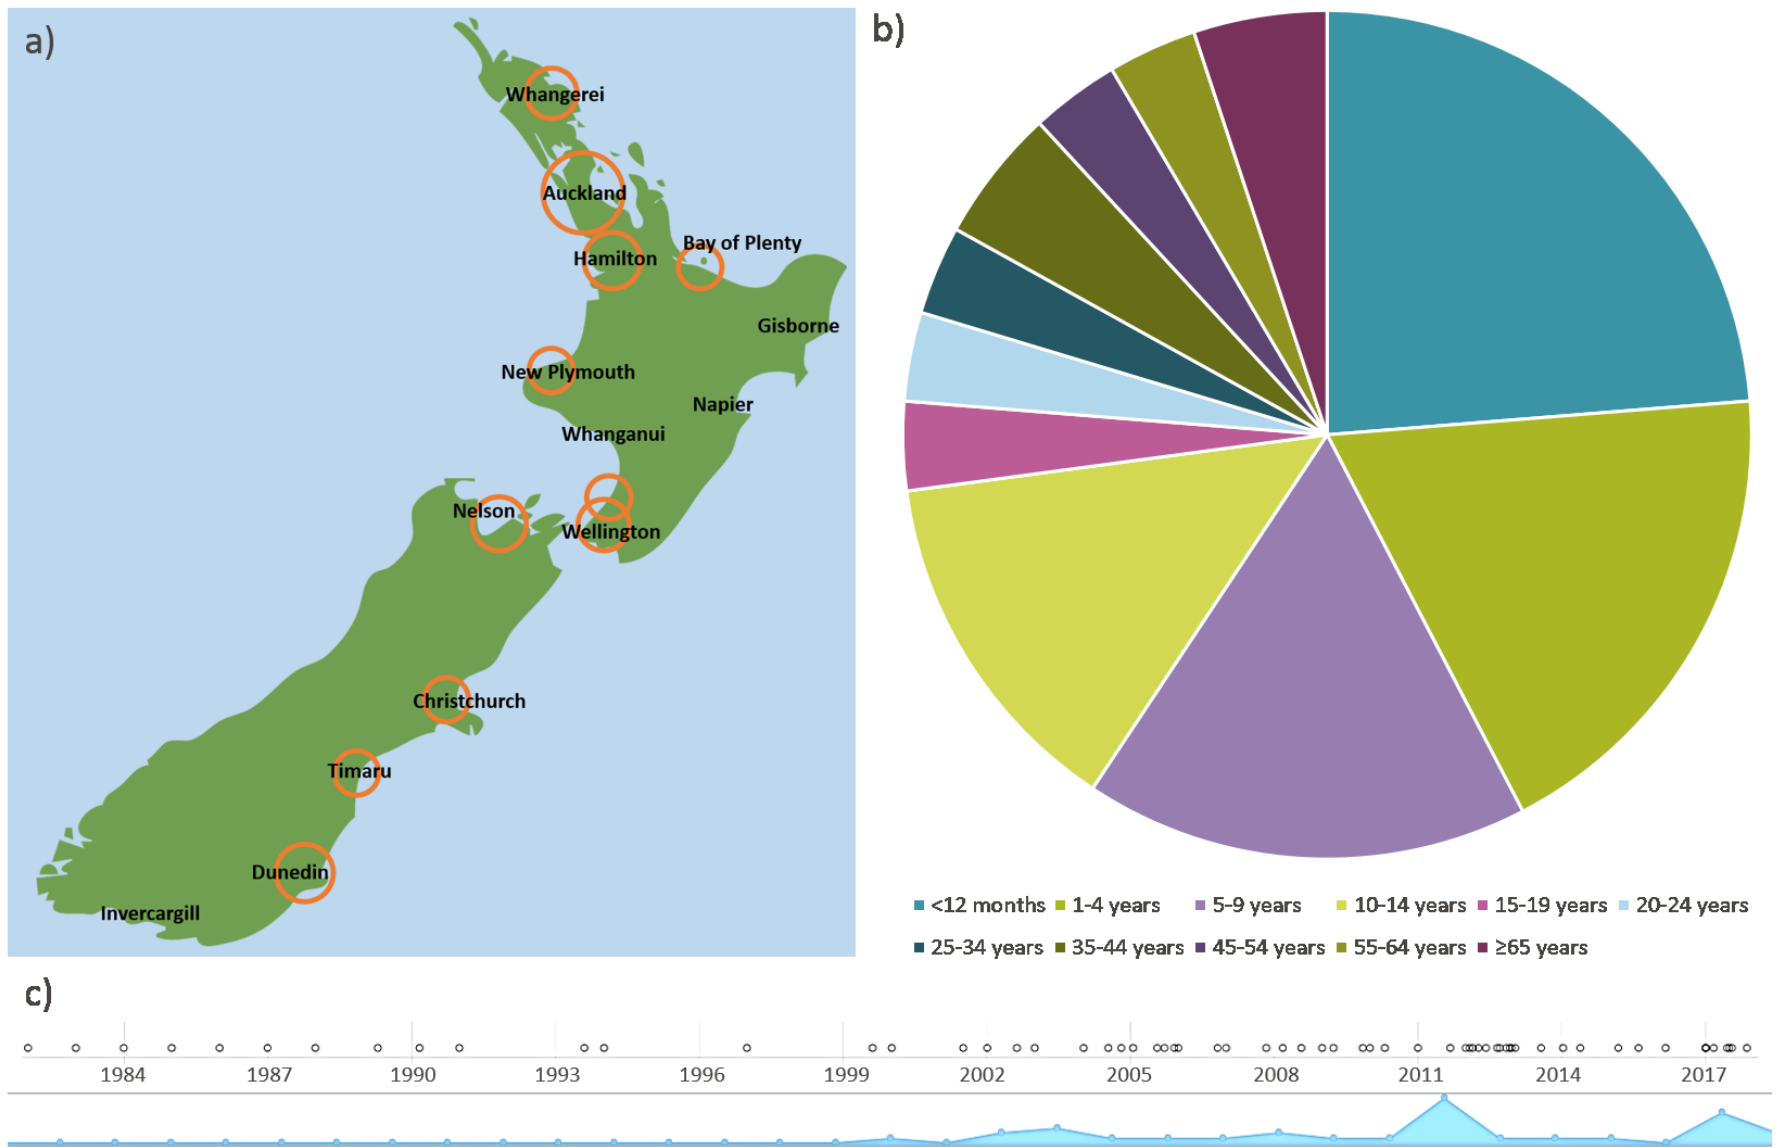 a)
Whangerei
Auckland
Hamilton
Bay of Plenty
Gisborne
New Plymouth
Napier
Whanganui
Nelson
Wellington
Christchurch
Timaru
Dunedin
Invercargill
b)
<12 months 1-4 years 5-9 years 10-14 years 15-19 years 20-24 years
25-34 years 35-44 years 45-54 years 55-64 years ≥65 years
c)
1984 1987 1990 1993 1996 1999 2002 2005 2008 2011 2014 2017